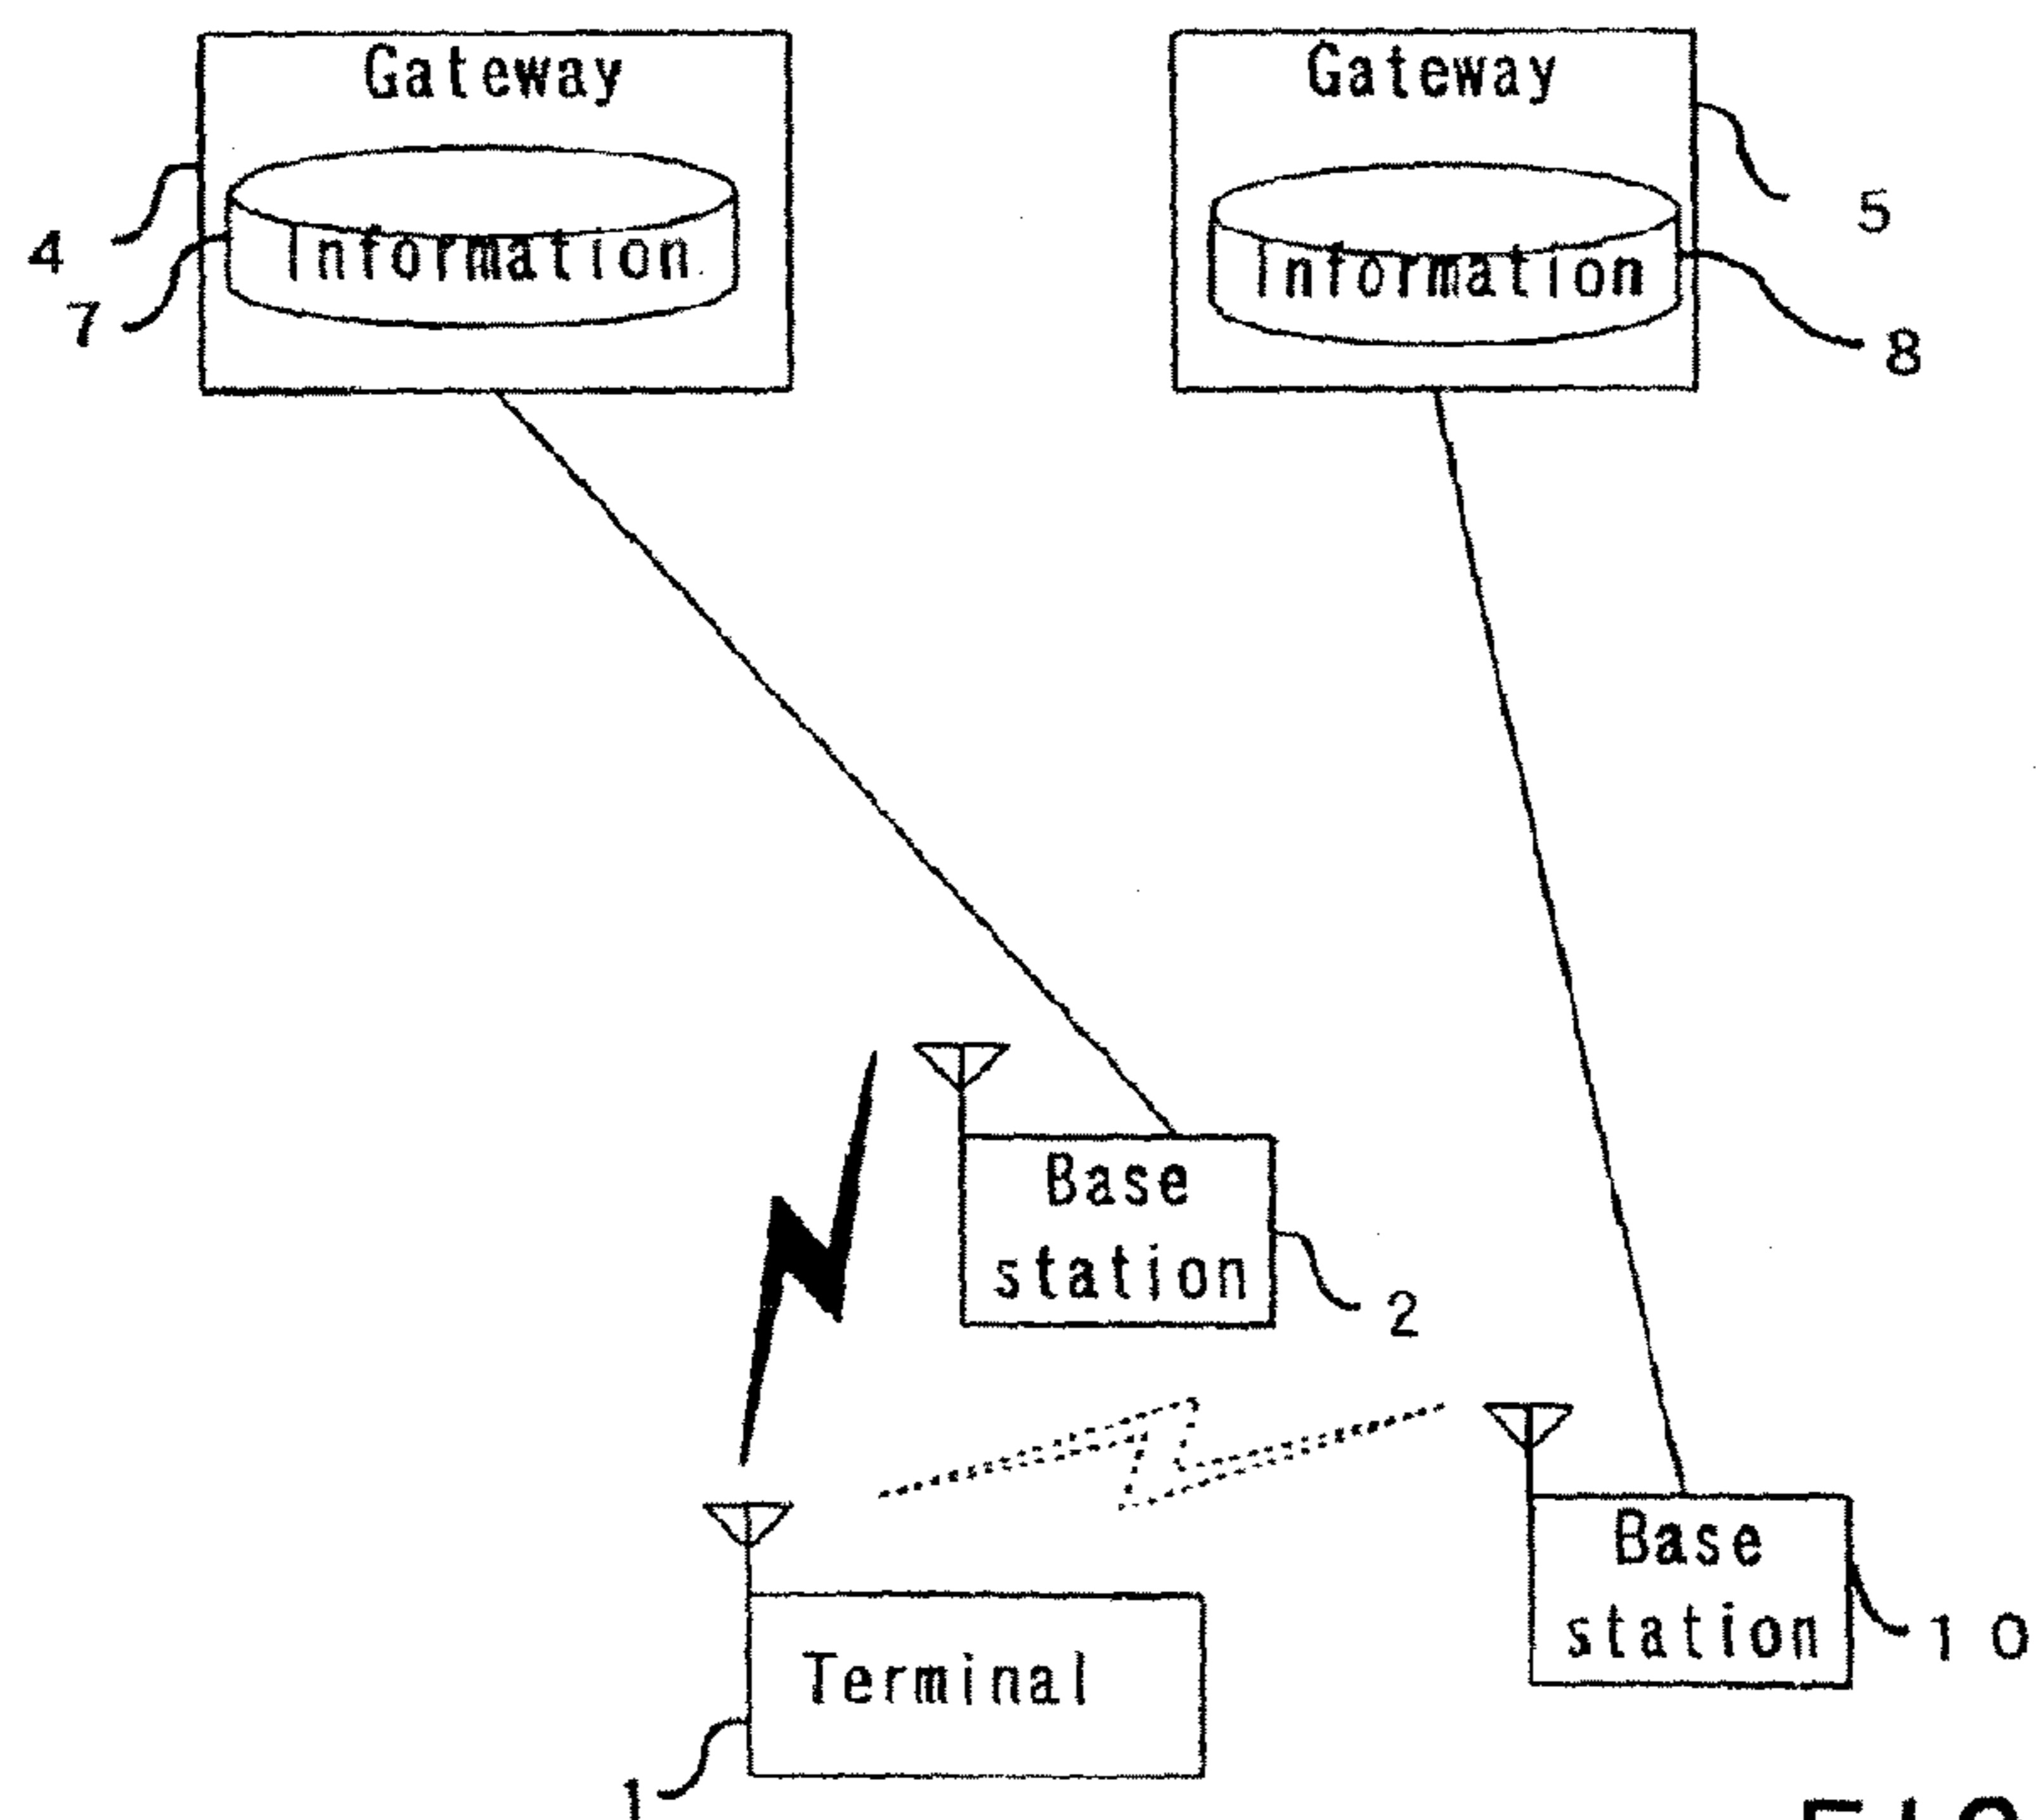 Gateway
Gateway
4
Information
5
7
Information
8
Base
station
2
Base
station
10
Terminal
1